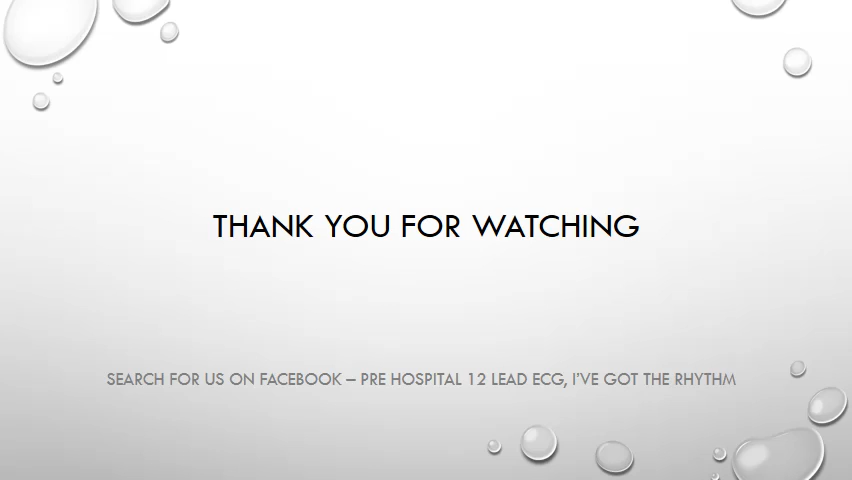 THANK YOU FOR WATCHING
SEARCH FOR US ON FACEBOOK – PRE HOSPITAL 12 LEAD ECG, I'VE GOT THE RHYTHM